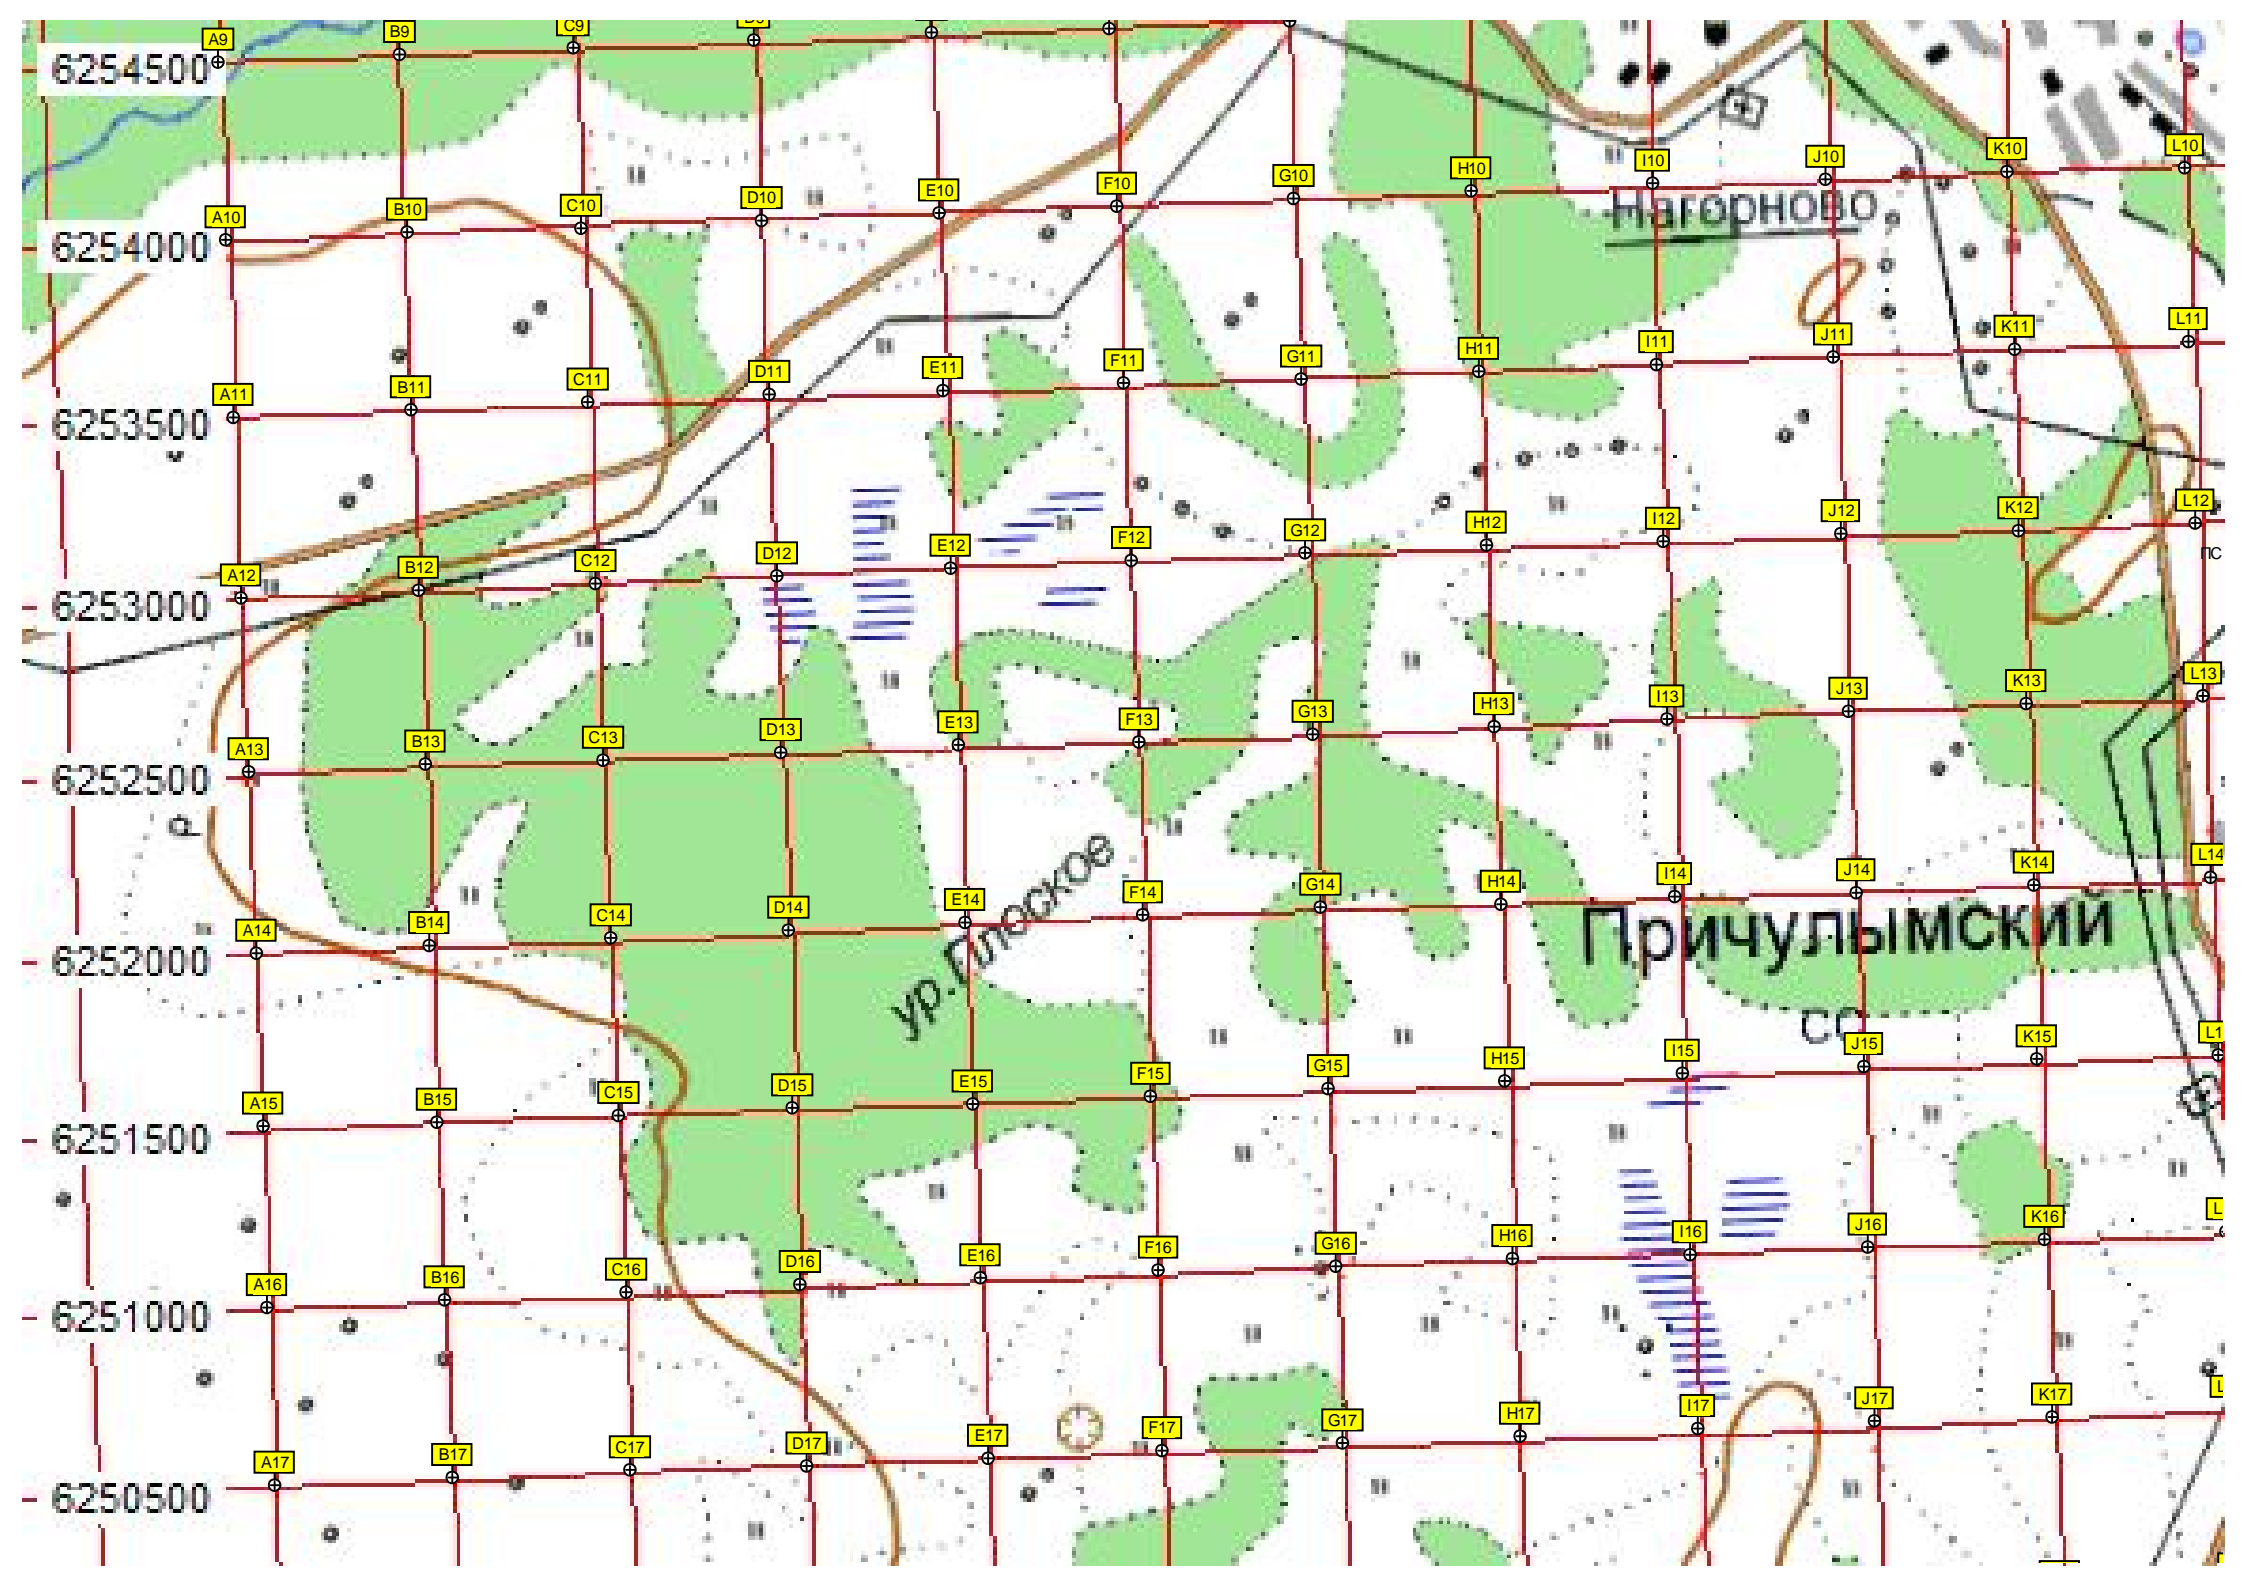 A9 B9 C9 D9
6254500
A10 B10 C10 D10 E10 F10 G10 H10 I10 J10 K10 L10
Нагорново
6254000
A11 B11 C11 D11 E11 F11 G11 H11 I11 J11 K11 L11
6253500
A12 B12 C12 D12 E12 F12 G12 H12 I12 J12 K12 L12
пс
6253000
A13 B13 C13 D13 E13 F13 G13 H13 I13 J13 K13 L13
6252500
A14 B14 C14 D14 E14 F14 G14 H14 I14 J14 K14 L14
ур.Плоское
Причулымский
6252000
СО
A15 B15 C15 D15 E15 F15 G15 H15 I15 J15 K15 L1
6251500
A16 B16 C16 D16 E16 F16 G16 H16 I16 J16 K16 L
6251000
A17 B17 C17 D17 E17 F17 G17 H17 I17 J17 K17 L
6250500